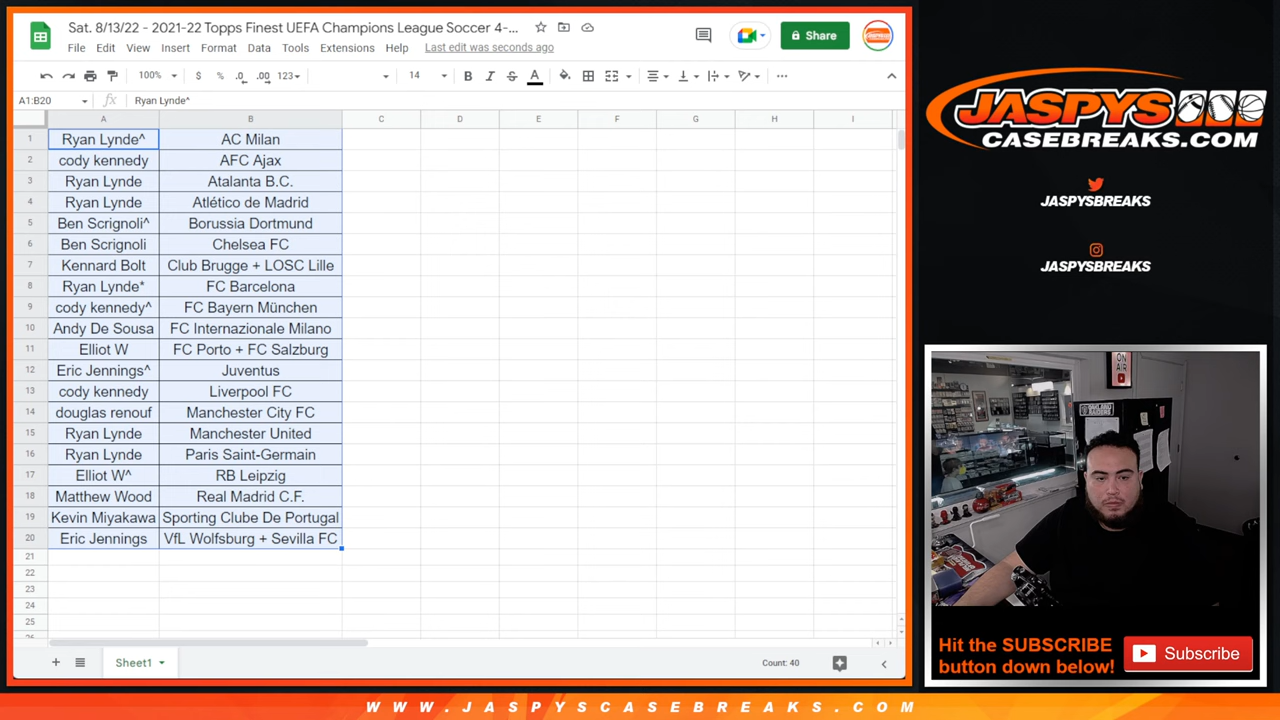 Sat. 8/13/22 - 2021-22 Topps Finest UEFA Champions League Soccer 4-...
Share
File Edit View Insert Format Data Tools Extensions Help Last edit was seconds ago
100% $ % .0 .00 123 14 B I S A
A1:B20 fx Ryan Lynde^
A B C D E F G H I
1 Ryan Lynde^ AC Milan
2 cody kennedy AFC Ajax
3 Ryan Lynde Atalanta B.C.
4 Ryan Lynde Atlético de Madrid
5 Ben Scrignoli^ Borussia Dortmund
6 Ben Scrignoli Chelsea FC
7 Kennard Bolt Club Brugge + LOSC Lille
8 Ryan Lynde* FC Barcelona
9 cody kennedy^ FC Bayern München
10 Andy De Sousa FC Internazionale Milano
11 Elliot W FC Porto + FC Salzburg
12 Eric Jennings^ Juventus
13 cody kennedy Liverpool FC
14 douglas renouf Manchester City FC
15 Ryan Lynde Manchester United
16 Ryan Lynde Paris Saint-Germain
17 Elliot W^ RB Leipzig
18 Matthew Wood Real Madrid C.F.
19 Kevin Miyakawa Sporting Clube De Portugal
20 Eric Jennings VfL Wolfsburg + Sevilla FC
21
22
23
24
25
Sheet1
Count: 40
JASPYS
CASEBREAKS.COM
JASPYSBREAKS
JASPYSBREAKS
ON
AIR
Hit the SUBSCRIBE
button down below!
Subscribe
WWW.JASPYSCASEBREAKS.COM